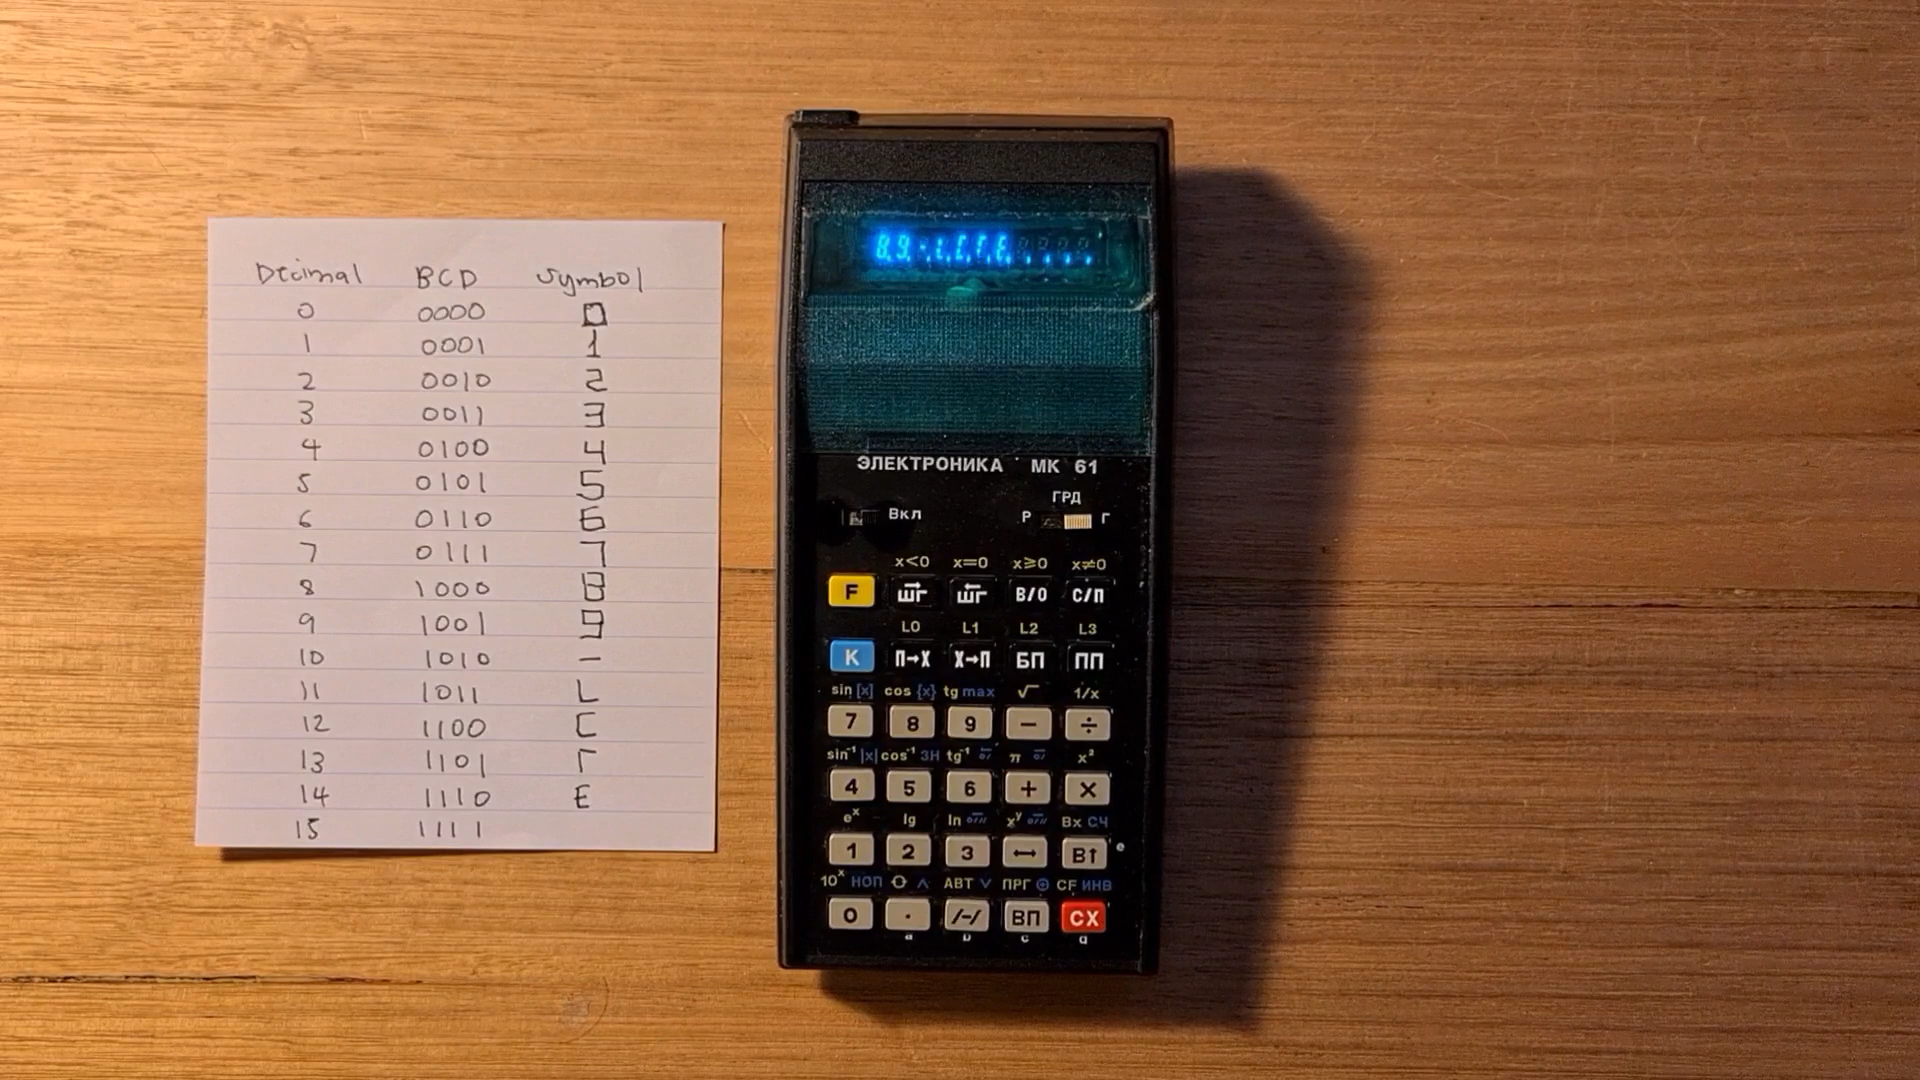 Decimal BCD Symbol
0 0000 0
1 0001 1
2 0010 2
3 0011 3
4 0100 4
5 0101 5
6 0110 6
7 0111 7
8 1000 8
9 1001 9
10 1010 –
11 1011 L
12 1100 C
13 1101 Г
14 1110 E
15 1111
8.9.-.L.C.Г.E.
ЭЛЕКТРОНИКА МК 61
ГРД
Вкл Р Г
x<0 x=0 x≥0 x≠0
F ШГ ШГ В/О С/П
L0 L1 L2 L3
K П→X X→П БП ПП
sin [x] cos {x} tg max √ 1/x
7 8 9 − ÷
sin⁻¹ |x| cos⁻¹ ЗН tg⁻¹ π x²
4 5 6 + ×
eˣ lg ln xʸ Вх СЧ
1 2 3 ↔ В↑ e
10ˣ НОП ↻ ∧ АВТ ∨ ПРГ ⊕ CF ИНВ
0 · /-/ ВП СХ
a b c d